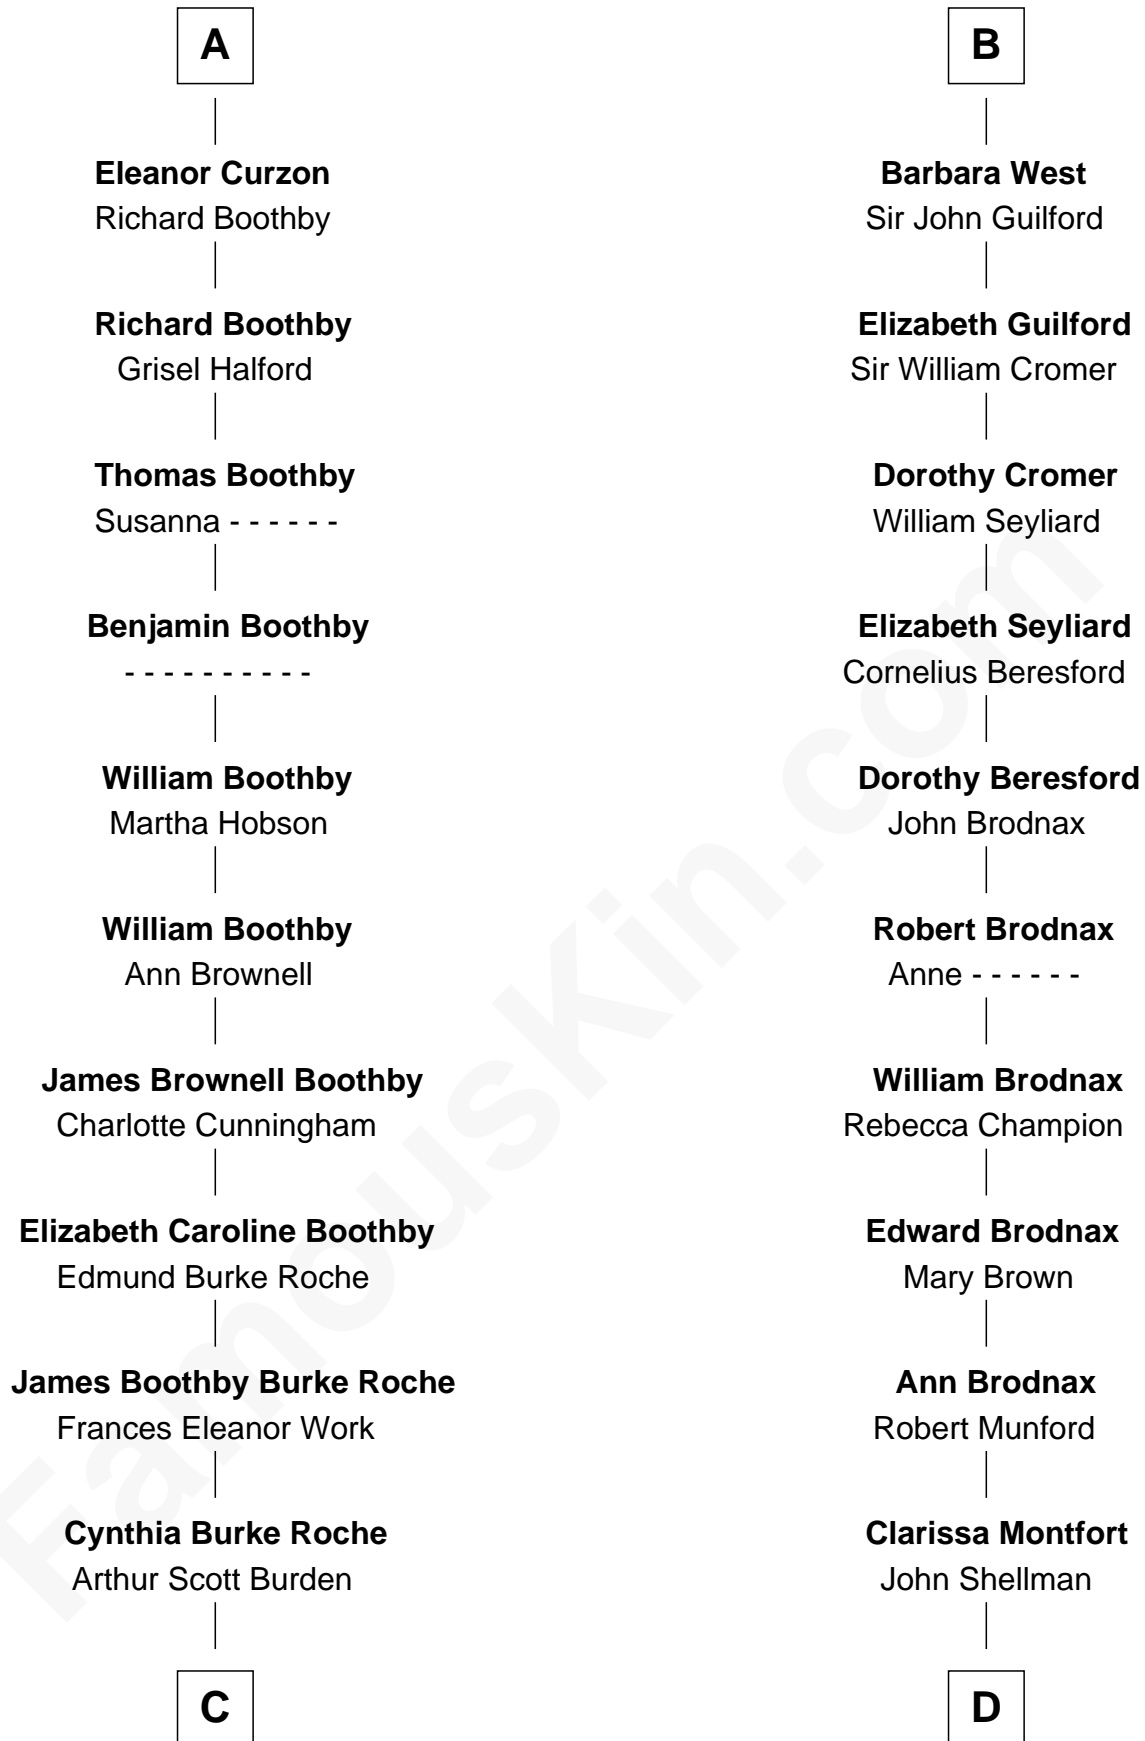 A
Eleanor Curzon
Richard Boothby
Richard Boothby
Grisel Halford
Thomas Boothby
Susanna - - - - - -
Benjamin Boothby
- - - - - - - - - -
William Boothby
Martha Hobson
William Boothby
Ann Brownell
James Brownell Boothby
Charlotte Cunningham
Elizabeth Caroline Boothby
Edmund Burke Roche
James Boothby Burke Roche
Frances Eleanor Work
Cynthia Burke Roche
Arthur Scott Burden
C
B
Barbara West
Sir John Guilford
Elizabeth Guilford
Sir William Cromer
Dorothy Cromer
William Seyliard
Elizabeth Seyliard
Cornelius Beresford
Dorothy Beresford
John Brodnax
Robert Brodnax
Anne - - - - - -
William Brodnax
Rebecca Champion
Edward Brodnax
Mary Brown
Ann Brodnax
Robert Munford
Clarissa Montfort
John Shellman
D
FamousKin.com